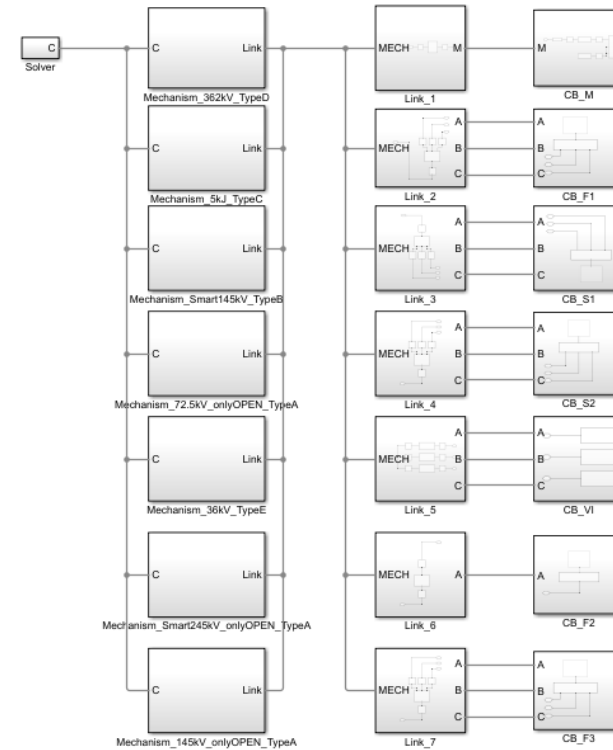 C
Solver
C Link
Mechanism_362kV_TypeD
MECH M
Link_1
M
CB_M
C Link
Mechanism_5kJ_TypeC
MECH A B C
Link_2
A B C
CB_F1
C Link
Mechanism_Smart145kV_TypeB
MECH A B C
Link_3
A B C
CB_S1
C Link
Mechanism_72.5kV_onlyOPEN_TypeA
MECH A B C
Link_4
A B C
CB_S2
C Link
Mechanism_36kV_TypeE
MECH A B C
Link_5
A B C
CB_VI
C Link
Mechanism_Smart245kV_onlyOPEN_TypeA
MECH A
Link_6
A
CB_F2
C Link
Mechanism_145kV_onlyOPEN_TypeA
MECH A B C
Link_7
A B C
CB_F3